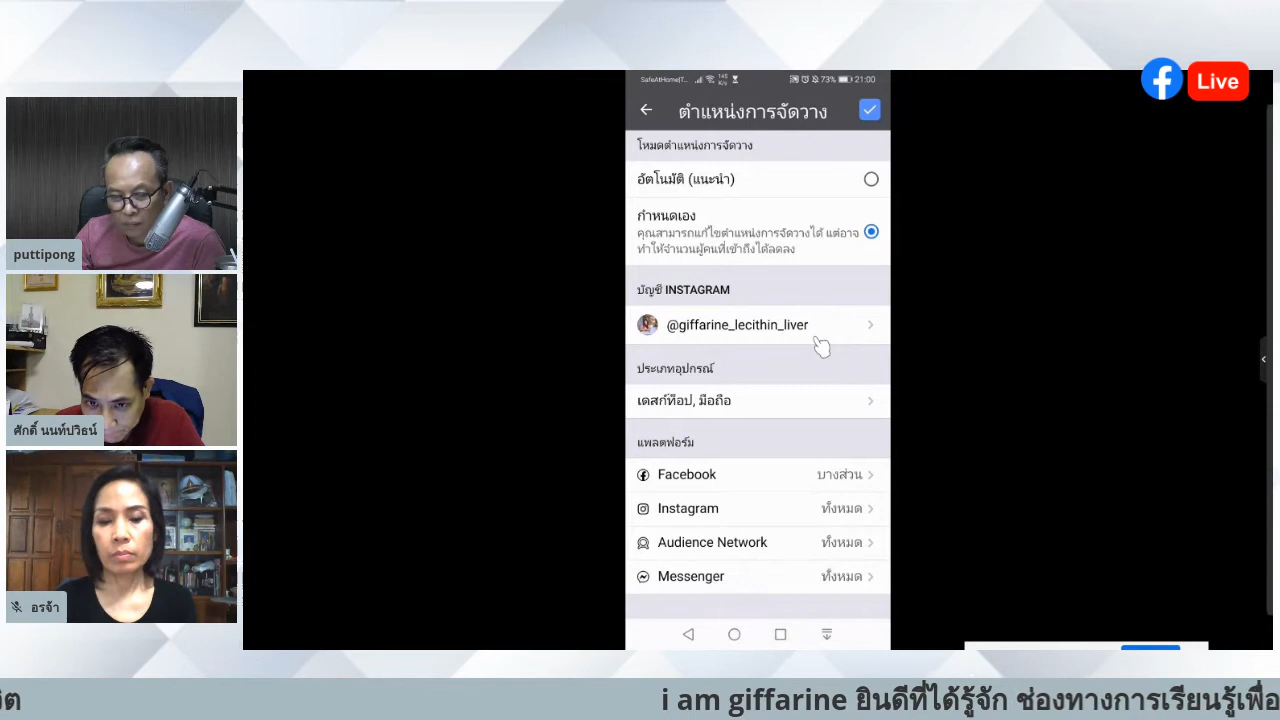 SafeAtHome|T..
145 K/s
73%
21:00
Live
ตำแหน่งการจัดวาง
โหมดตำแหน่งการจัดวาง
อัตโนมัติ (แนะนำ)
กำหนดเอง
คุณสามารถแก้ไขตำแหน่งการจัดวางได้ แต่อาจ
ทำให้จำนวนผู้คนที่เข้าถึงได้ลดลง
บัญชี INSTAGRAM
@giffarine_lecithin_liver
ประเภทอุปกรณ์
เดสก์ท็อป, มือถือ
แพลตฟอร์ม
Facebook บางส่วน
Instagram ทั้งหมด
Audience Network ทั้งหมด
Messenger ทั้งหมด
puttipong
ศักดิ์ นนท์ปวิธน์
อรจ้า
i am giffarine ยินดีที่ได้รู้จัก ช่องทางการเรียนรู้เพื่อ